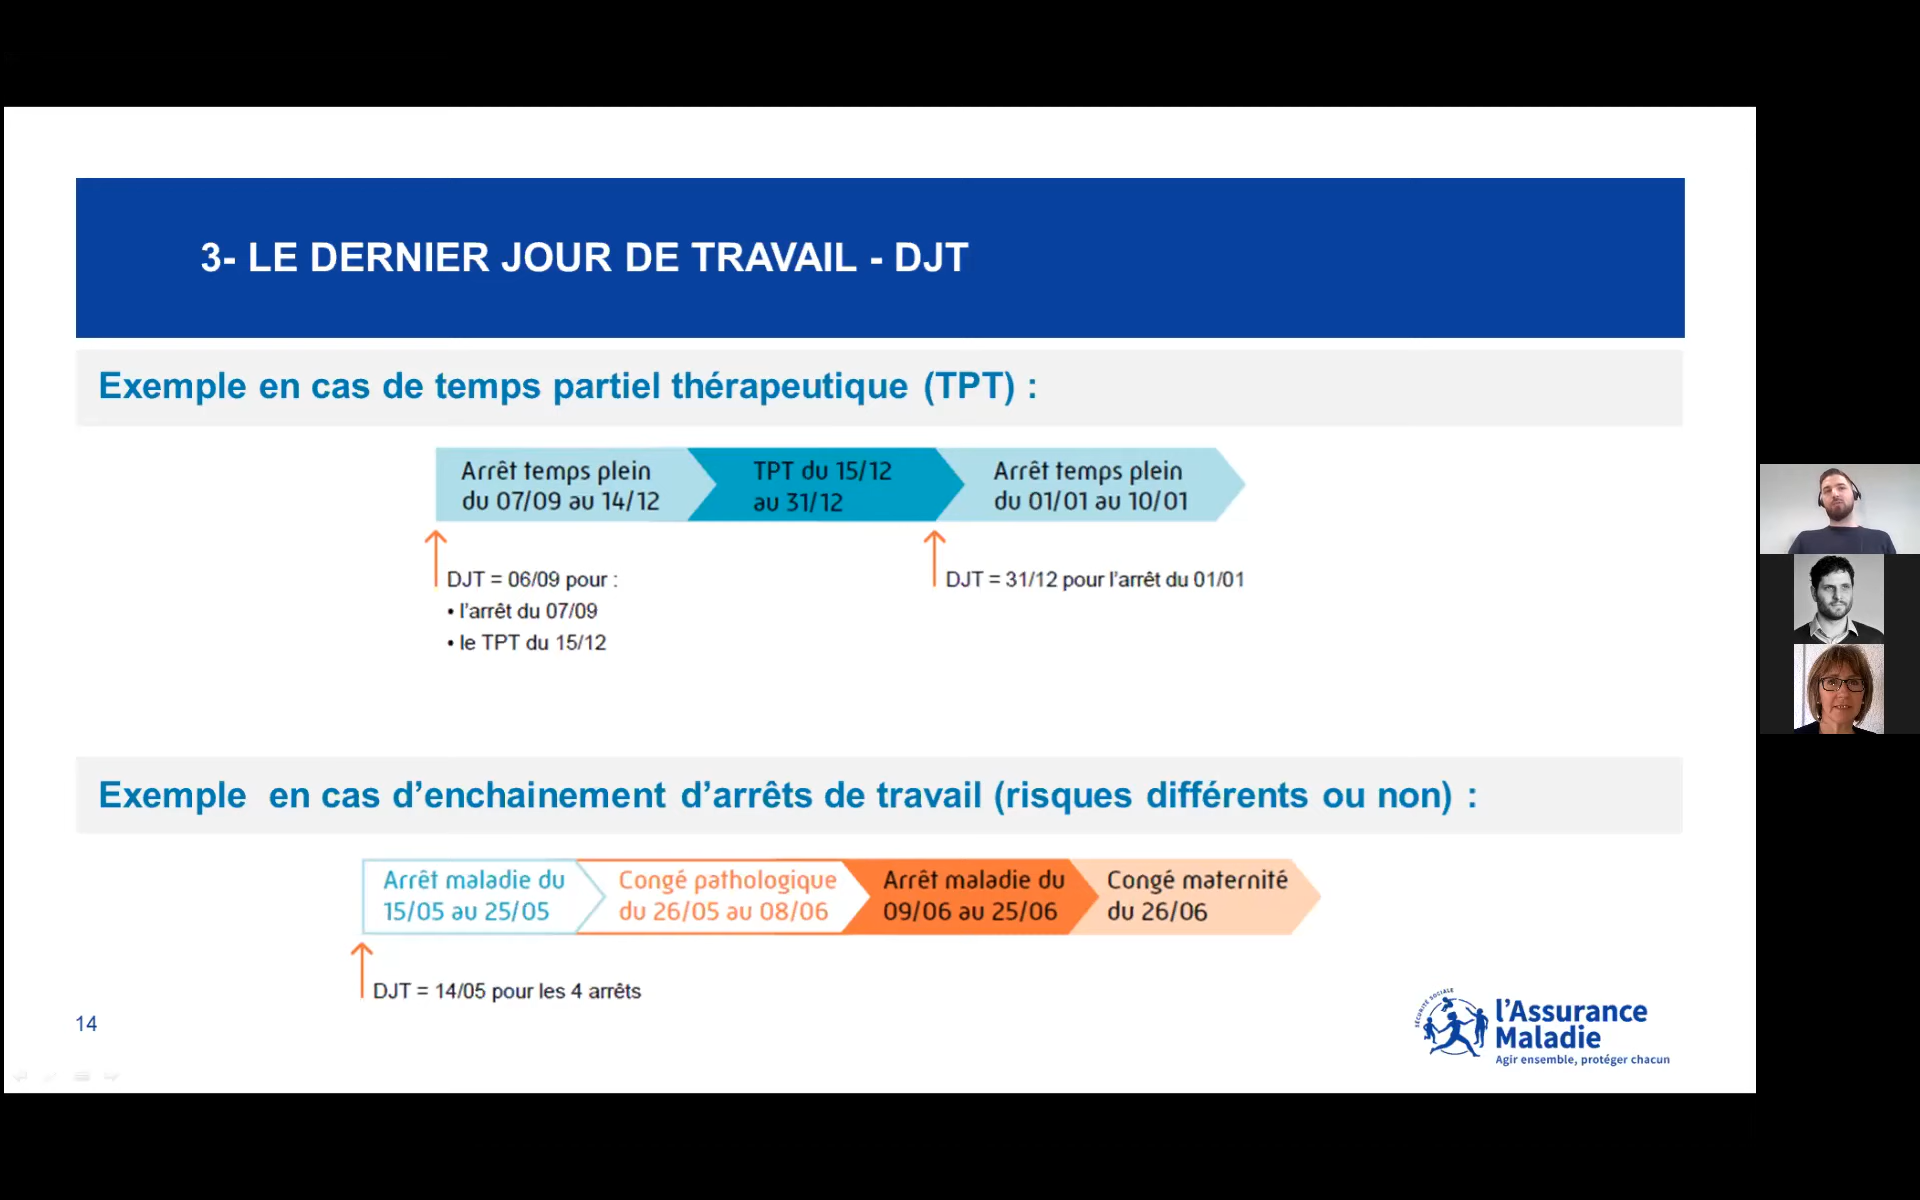 3- LE DERNIER JOUR DE TRAVAIL - DJT
Exemple en cas de temps partiel thérapeutique (TPT) :
Arrêt temps plein
du 07/09 au 14/12
TPT du 15/12
au 31/12
Arrêt temps plein
du 01/01 au 10/01
DJT = 06/09 pour :
• l'arrêt du 07/09
• le TPT du 15/12
DJT = 31/12 pour l'arrêt du 01/01
Exemple  en cas d'enchainement d'arrêts de travail (risques différents ou non) :
Arrêt maladie du
15/05 au 25/05
Congé pathologique
du 26/05 au 08/06
Arrêt maladie du
09/06 au 25/06
Congé maternité
du 26/06
DJT = 14/05 pour les 4 arrêts
14
SÉCURITÉ SOCIALE
l'Assurance
Maladie
Agir ensemble, protéger chacun